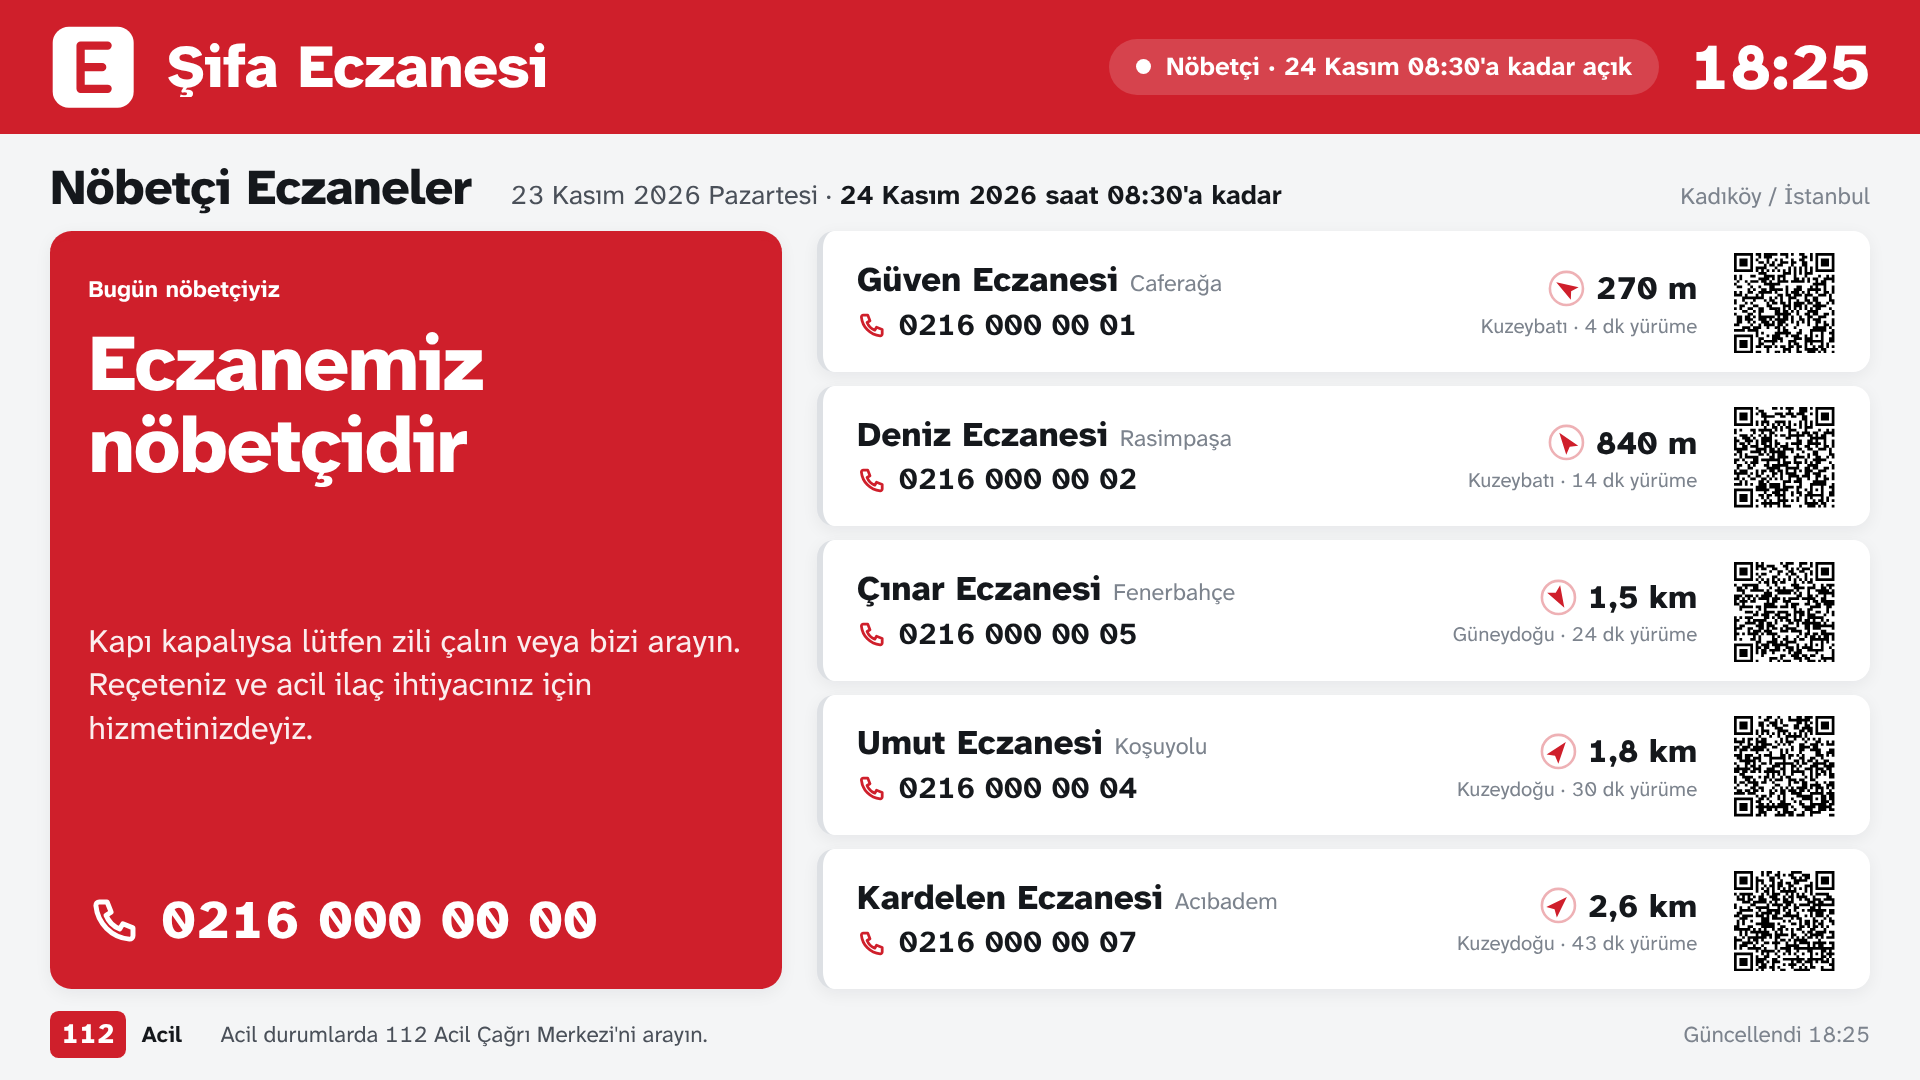 E Şifa Eczanesi
Nöbetçi · 24 Kasım 08:30'a kadar açık
18:25
Nöbetçi Eczaneler
23 Kasım 2026 Pazartesi · 24 Kasım 2026 saat 08:30'a kadar
Kadıköy / İstanbul
Bugün nöbetçiyiz
Eczanemiz
nöbetçidir
Kapı kapalıysa lütfen zili çalın veya bizi arayın.
Reçeteniz ve acil ilaç ihtiyacınız için
hizmetinizdeyiz.
0216 000 00 00
Güven Eczanesi Caferağa
0216 000 00 01
270 m
Kuzeybatı · 4 dk yürüme
Deniz Eczanesi Rasimpaşa
0216 000 00 02
840 m
Kuzeybatı · 14 dk yürüme
Çınar Eczanesi Fenerbahçe
0216 000 00 05
1,5 km
Güneydoğu · 24 dk yürüme
Umut Eczanesi Koşuyolu
0216 000 00 04
1,8 km
Kuzeydoğu · 30 dk yürüme
Kardelen Eczanesi Acıbadem
0216 000 00 07
2,6 km
Kuzeydoğu · 43 dk yürüme
112 Acil
Acil durumlarda 112 Acil Çağrı Merkezi'ni arayın.
Güncellendi 18:25